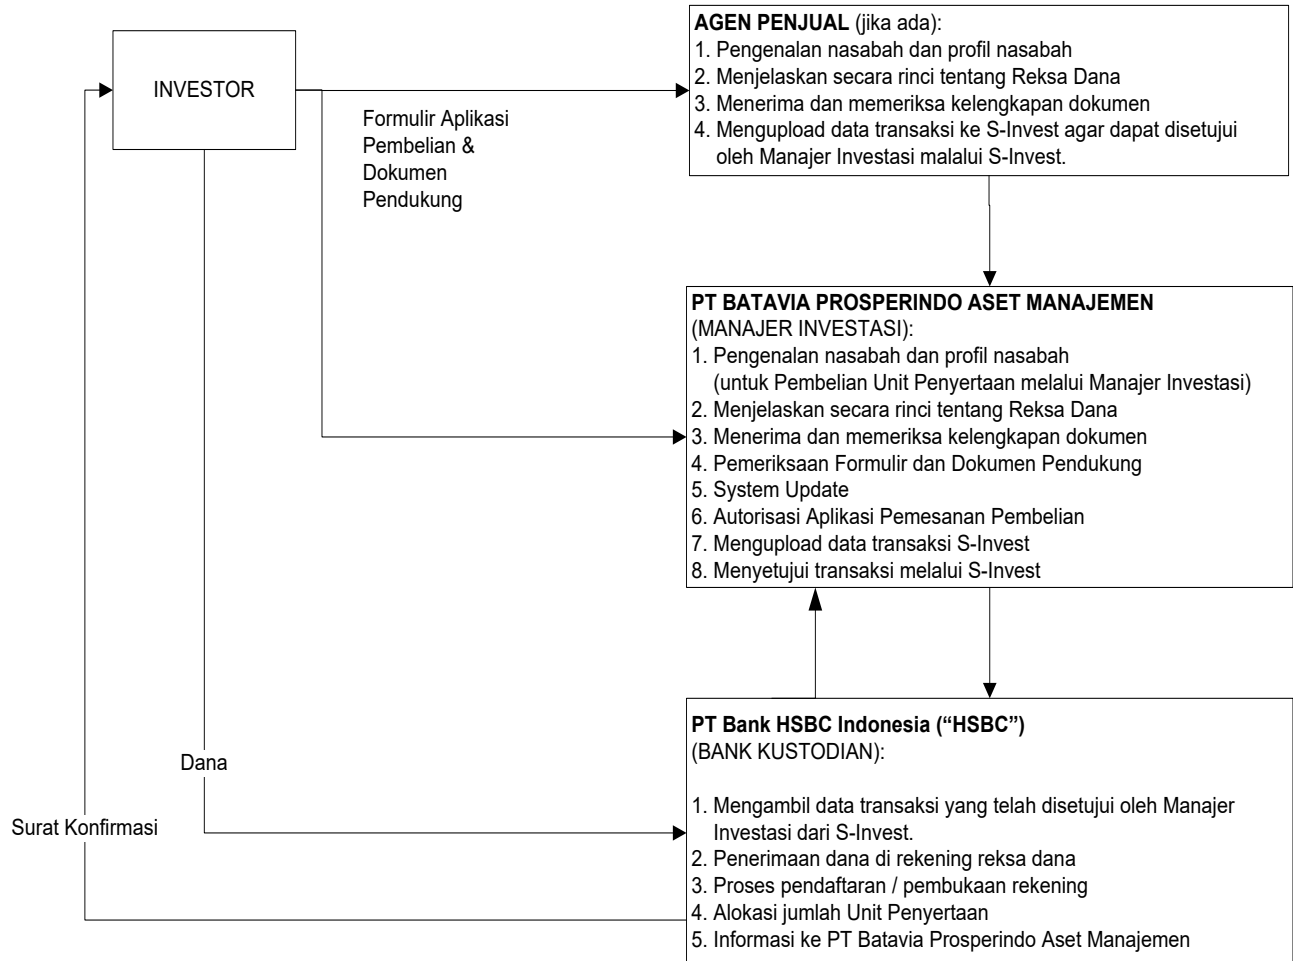 INVESTOR
Formulir Aplikasi
Pembelian &
Dokumen
Pendukung
AGEN PENJUAL (jika ada):
1. Pengenalan nasabah dan profil nasabah
2. Menjelaskan secara rinci tentang Reksa Dana
3. Menerima dan memeriksa kelengkapan dokumen
4. Mengupload data transaksi ke S-Invest agar dapat disetujui
oleh Manajer Investasi malalui S-Invest.
PT BATAVIA PROSPERINDO ASET MANAJEMEN
(MANAJER INVESTASI):
1. Pengenalan nasabah dan profil nasabah
(untuk Pembelian Unit Penyertaan melalui Manajer Investasi)
2. Menjelaskan secara rinci tentang Reksa Dana
3. Menerima dan memeriksa kelengkapan dokumen
4. Pemeriksaan Formulir dan Dokumen Pendukung
5. System Update
6. Autorisasi Aplikasi Pemesanan Pembelian
7. Mengupload data transaksi S-Invest
8. Menyetujui transaksi melalui S-Invest
Dana
Surat Konfirmasi
PT Bank HSBC Indonesia (“HSBC”)
(BANK KUSTODIAN):
1. Mengambil data transaksi yang telah disetujui oleh Manajer
Investasi dari S-Invest.
2. Penerimaan dana di rekening reksa dana
3. Proses pendaftaran / pembukaan rekening
4. Alokasi jumlah Unit Penyertaan
5. Informasi ke PT Batavia Prosperindo Aset Manajemen